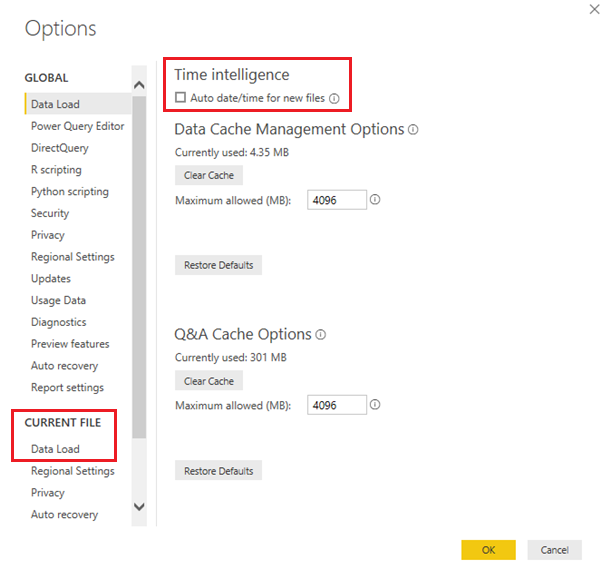 Options
GLOBAL
Data Load
Power Query Editor
DirectQuery
R scripting
Python scripting
Security
Privacy
Regional Settings
Updates
Usage Data
Diagnostics
Preview features
Auto recovery
Report settings
CURRENT FILE
Data Load
Regional Settings
Privacy
Auto recovery
Time intelligence
Auto date/time for new files
Data Cache Management Options
Currently used: 4.35 MB
Clear Cache
Maximum allowed (MB): 4096
Restore Defaults
Q&A Cache Options
Currently used: 301 MB
Clear Cache
Maximum allowed (MB): 4096
Restore Defaults
OK Cancel